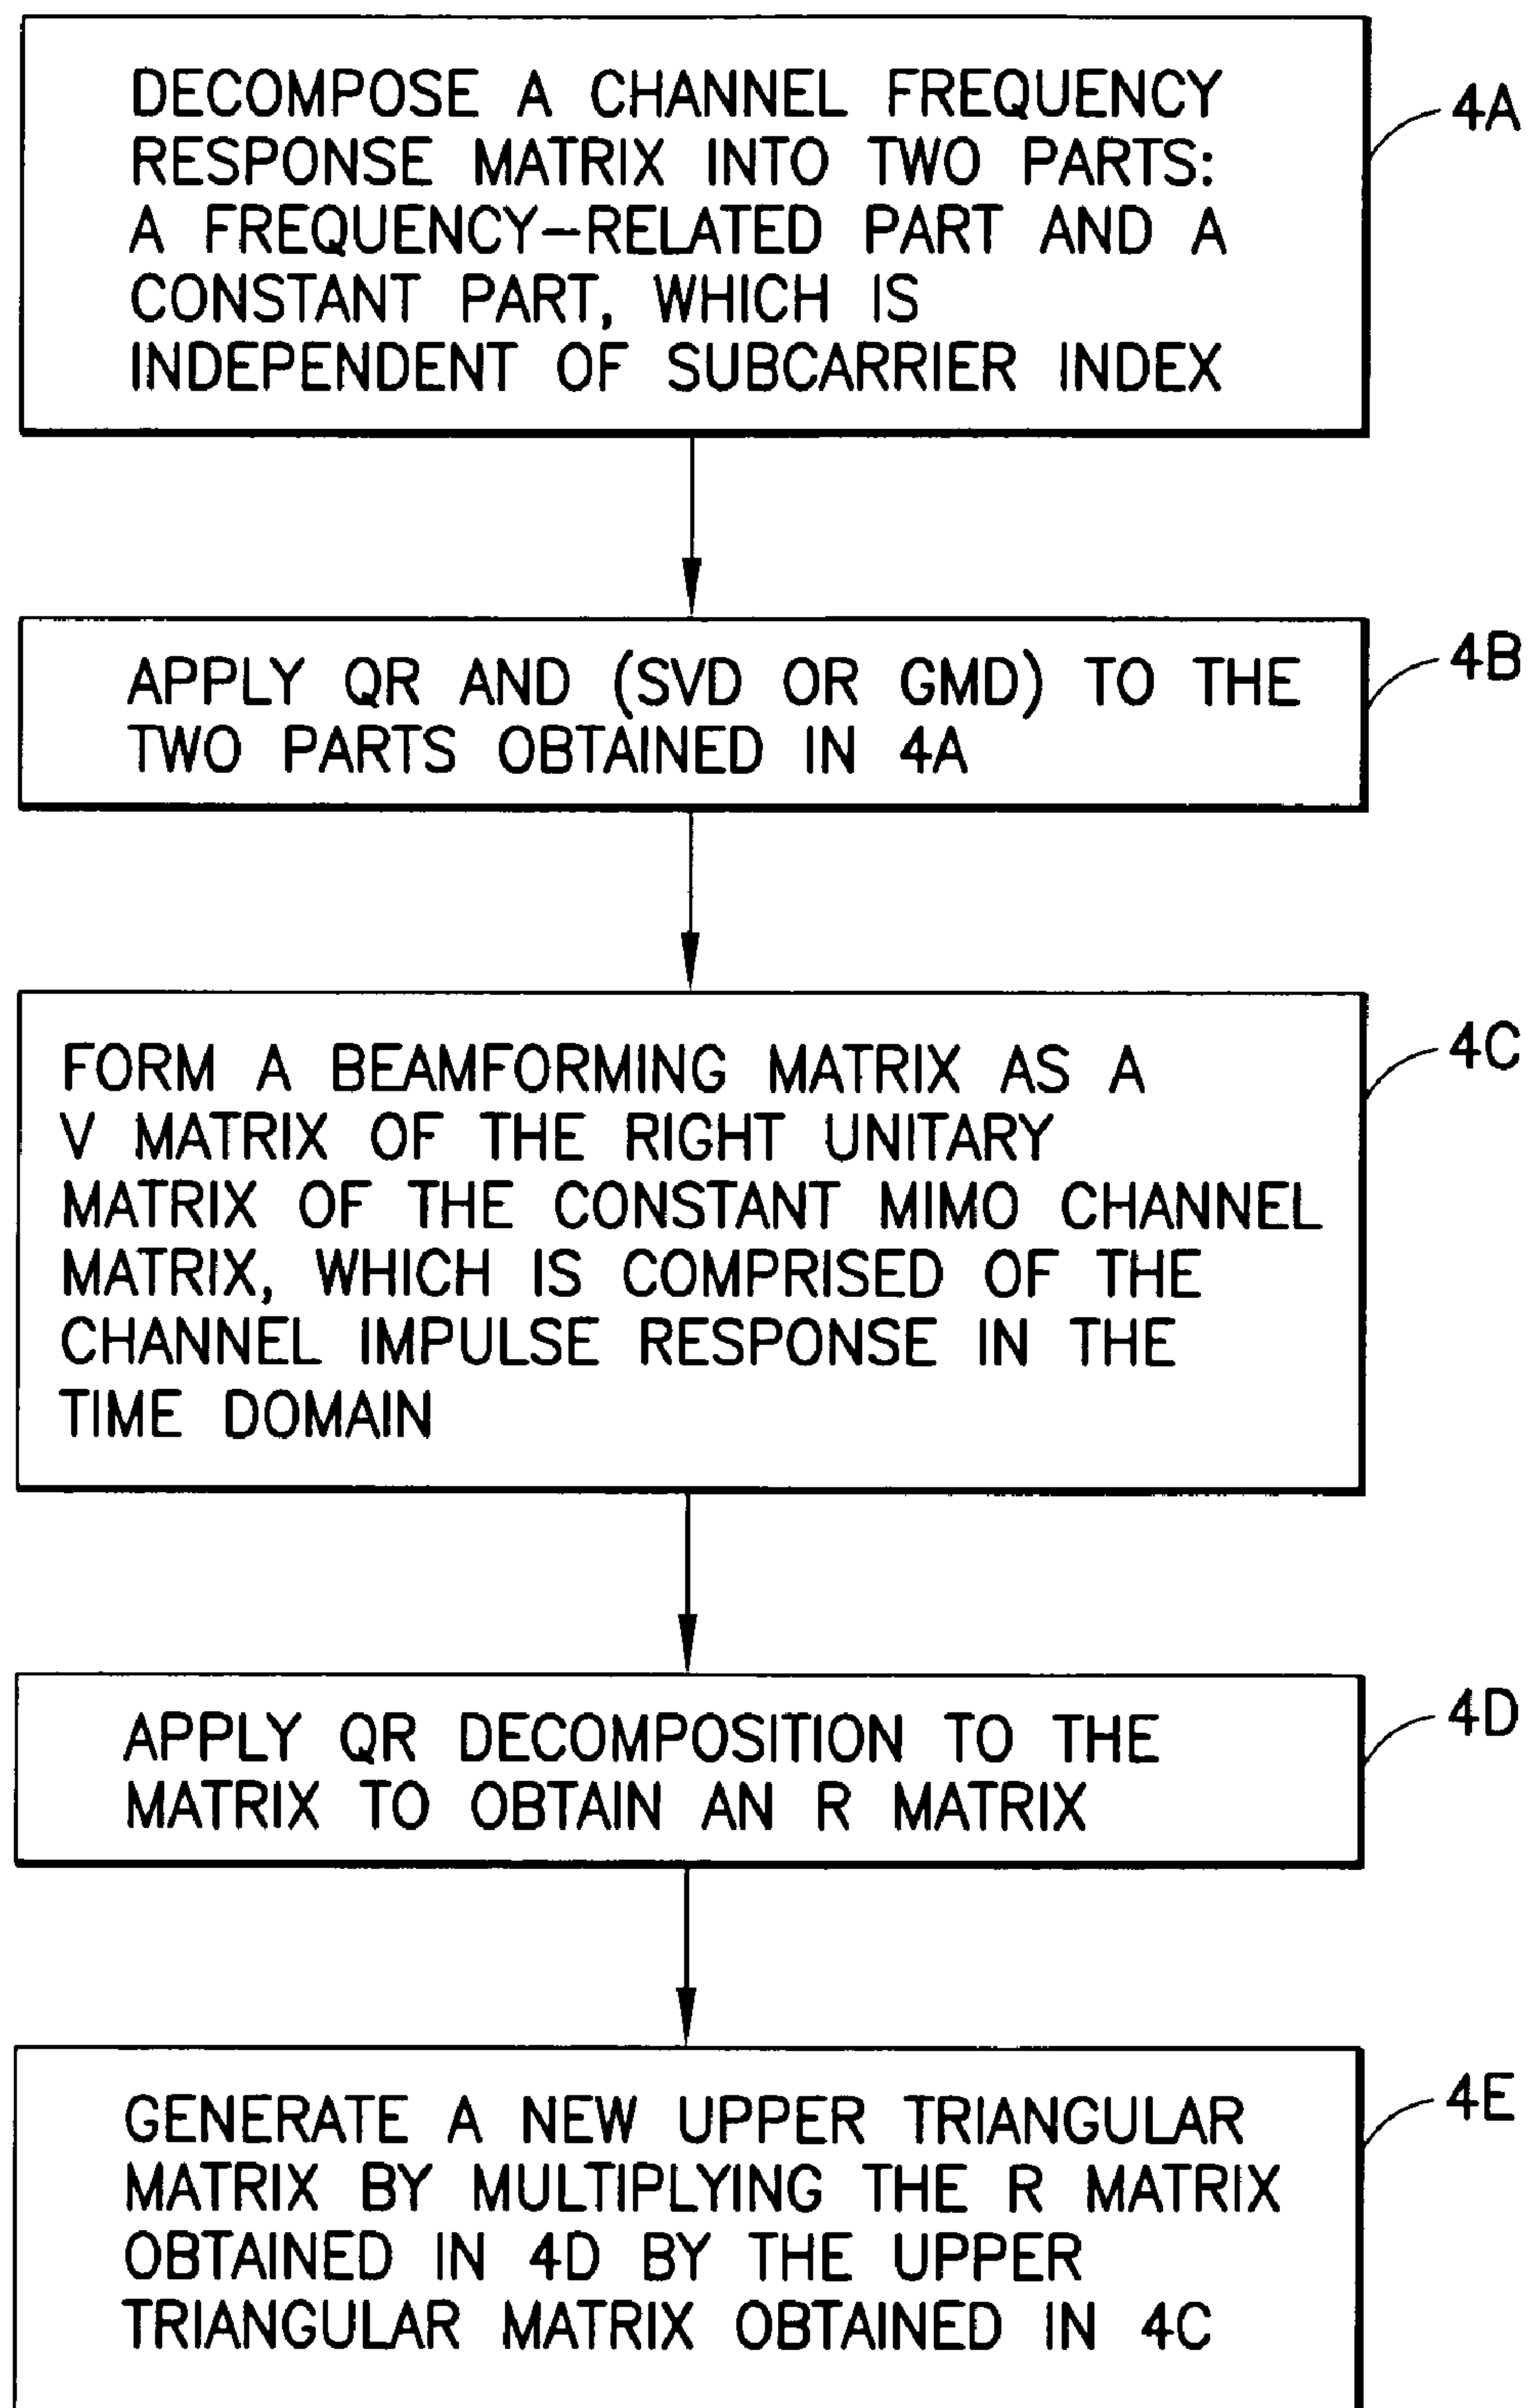 DECOMPOSE A CHANNEL FREQUENCY
RESPONSE MATRIX INTO TWO PARTS:
A FREQUENCY-RELATED PART AND A
CONSTANT PART, WHICH IS
INDEPENDENT OF SUBCARRIER INDEX
4A
APPLY QR AND (SVD OR GMD) TO THE
TWO PARTS OBTAINED IN 4A
4B
FORM A BEAMFORMING MATRIX AS A
V MATRIX OF THE RIGHT UNITARY
MATRIX OF THE CONSTANT MIMO CHANNEL
MATRIX, WHICH IS COMPRISED OF THE
CHANNEL IMPULSE RESPONSE IN THE
TIME DOMAIN
4C
APPLY QR DECOMPOSITION TO THE
MATRIX TO OBTAIN AN R MATRIX
4D
GENERATE A NEW UPPER TRIANGULAR
MATRIX BY MULTIPLYING THE R MATRIX
OBTAINED IN 4D BY THE UPPER
TRIANGULAR MATRIX OBTAINED IN 4C
4E